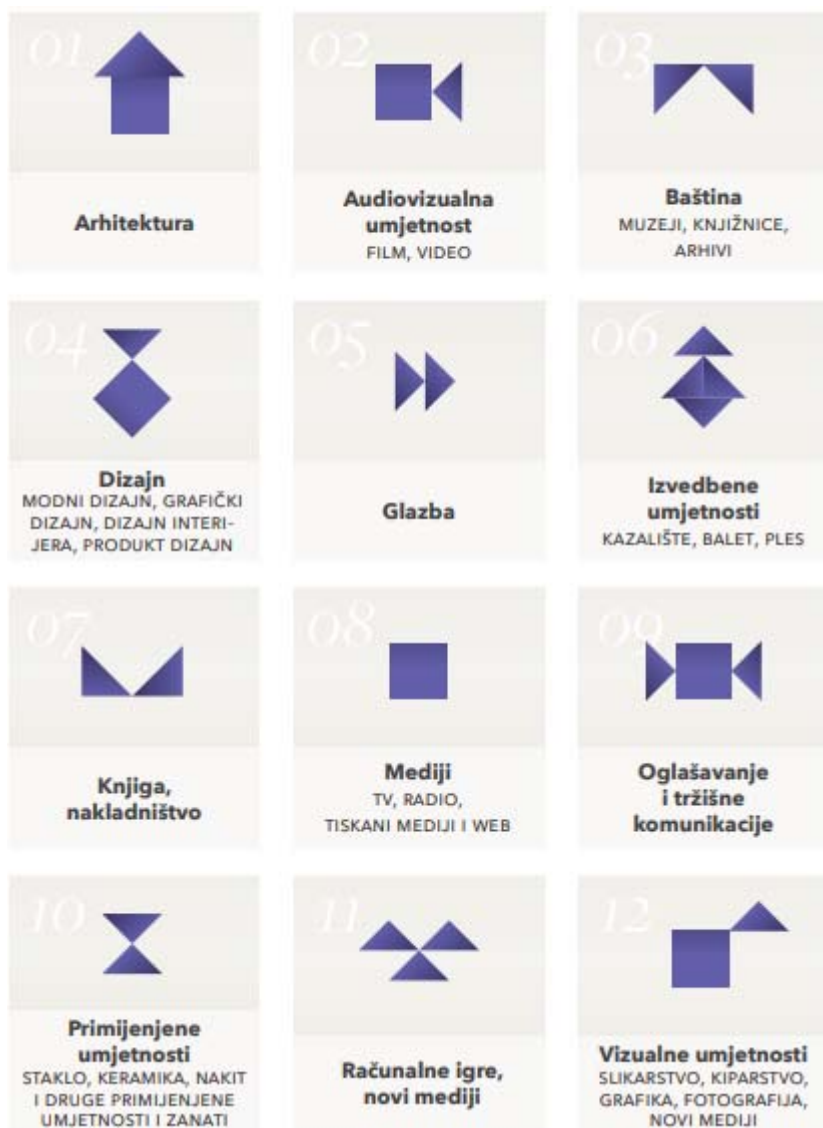 01
Arhitektura
02
Audiovizualna
umjetnost
FILM, VIDEO
03
Baština
MUZEJI, KNJIŽNICE,
ARHIVI
04
Dizajn
MODNI DIZAJN, GRAFIČKI
DIZAJN, DIZAJN INTERI-
JERA, PRODUKT DIZAJN
05
Glazba
06
Izvedbene
umjetnosti
KAZALIŠTE, BALET, PLES
07
Knjiga,
nakladništvo
08
Mediji
TV, RADIO,
TISKANI MEDIJI I WEB
09
Oglašavanje
i tržišne
komunikacije
10
Primijenjene
umjetnosti
STAKLO, KERAMIKA, NAKIT
I DRUGE PRIMIJENJENE
UMJETNOSTI I ZANATI
11
Računalne igre,
novi mediji
12
Vizualne umjetnosti
SLIKARSTVO, KIPARSTVO,
GRAFIKA, FOTOGRAFIJA,
NOVI MEDIJI